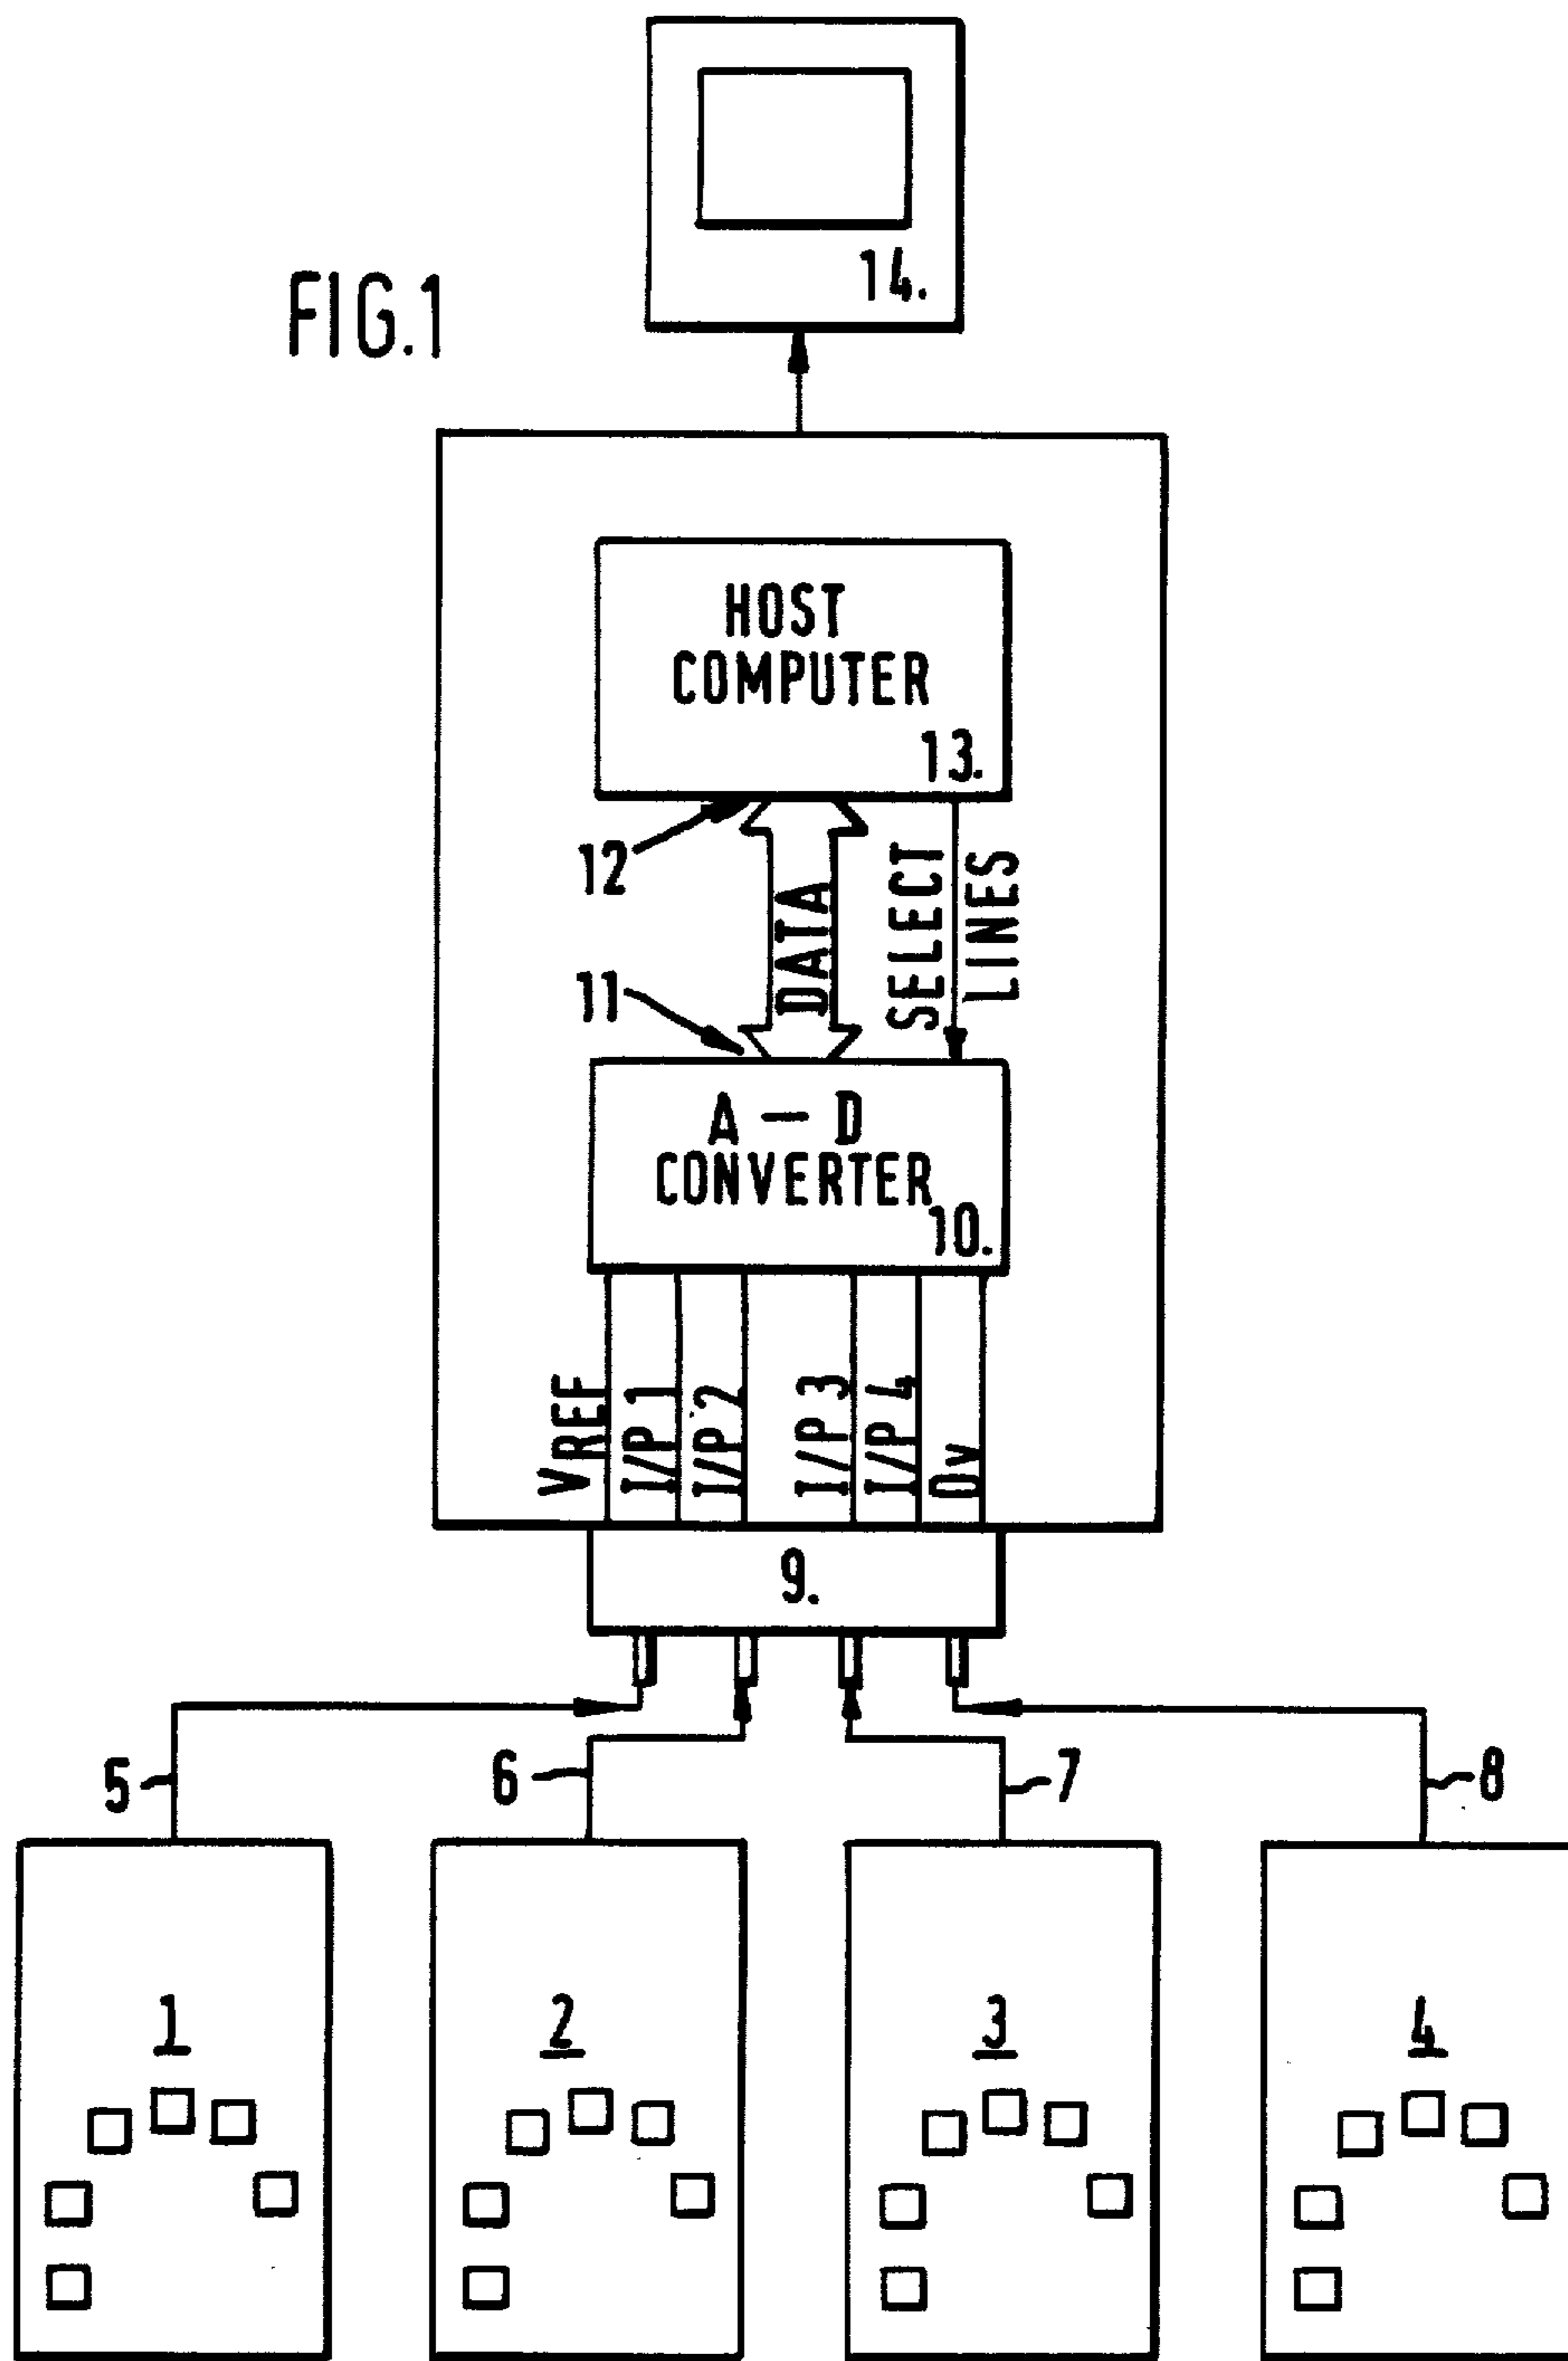 14.
FIG.1
HOST
COMPUTER
13.
12
DATA
SELECT
LINES
11
A — D
CONVERTER
10.
VREF
I/P 1
I/P 2
I/P 3
I/P 4
0v
9.
5
6
7
8
1
2
3
4